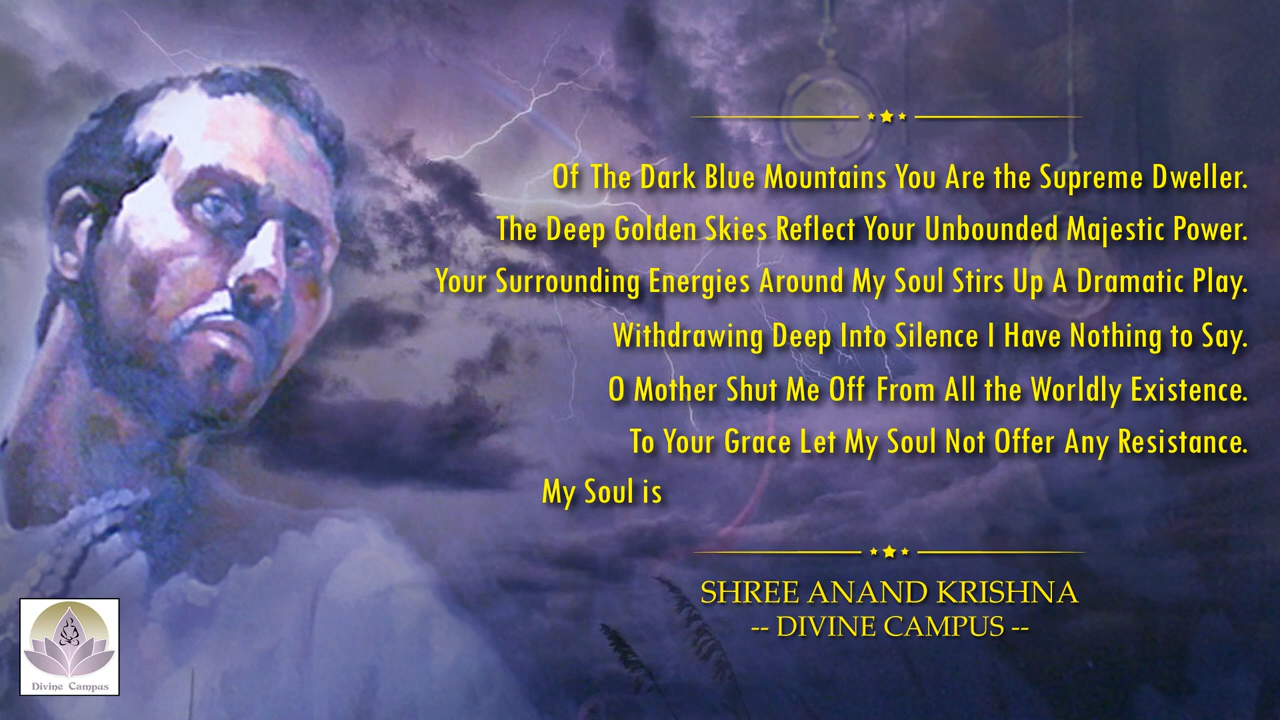 Of The Dark Blue Mountains You Are the Supreme Dweller.
The Deep Golden Skies Reflect Your Unbounded Majestic Power.
Your Surrounding Energies Around My Soul Stirs Up A Dramatic Play.
Withdrawing Deep Into Silence I Have Nothing to Say.
O Mother Shut Me Off From All the Worldly Existence.
To Your Grace Let My Soul Not Offer Any Resistance.
My Soul is
SHREE ANAND KRISHNA
-- DIVINE CAMPUS --
Divine Campus